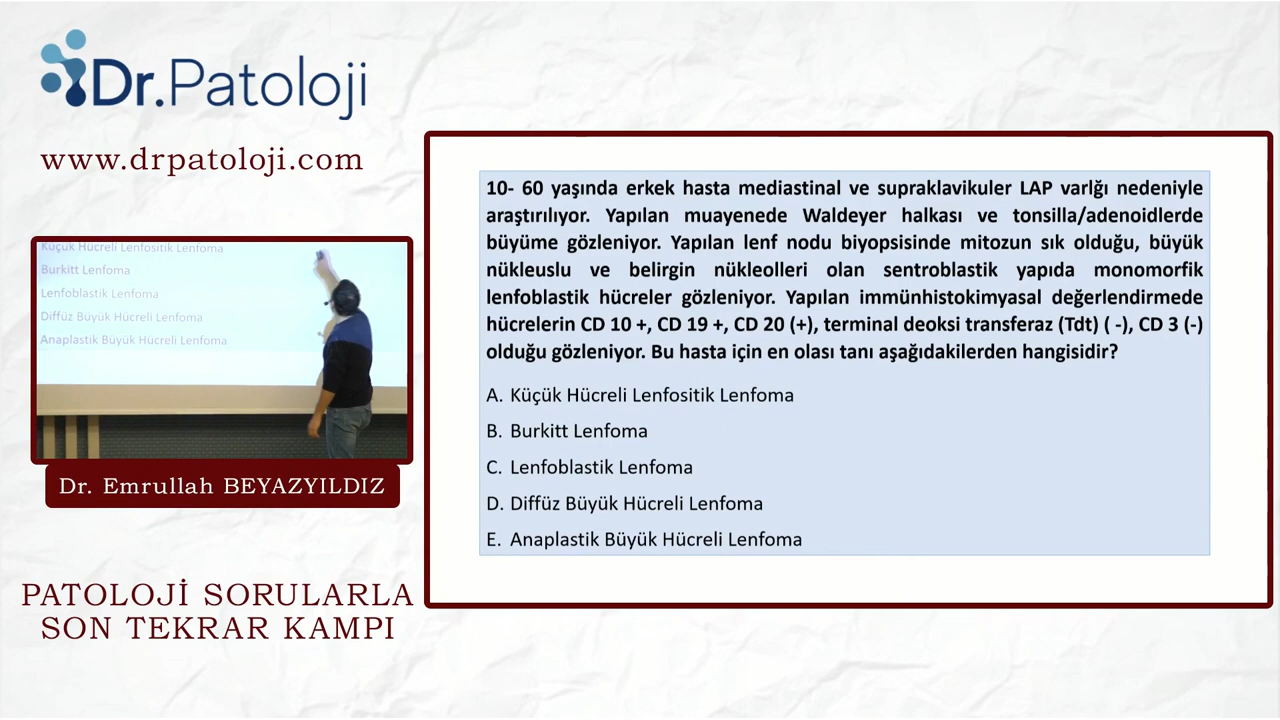 Dr.Patoloji
www.drpatoloji.com
Küçük Hücreli Lenfositik Lenfoma
Burkitt Lenfoma
Lenfoblastik Lenfoma
Diffüz Büyük Hücreli Lenfoma
Anaplastik Büyük Hücreli Lenfoma
Dr. Emrullah BEYAZYILDIZ
PATOLOJİ SORULARLA
SON TEKRAR KAMPI
10- 60 yaşında erkek hasta mediastinal ve supraklavikuler LAP varlğı nedeniyle
araştırılıyor. Yapılan muayenede Waldeyer halkası ve tonsilla/adenoidlerde
büyüme gözleniyor. Yapılan lenf nodu biyopsisinde mitozun sık olduğu, büyük
nükleuslu ve belirgin nükleolleri olan sentroblastik yapıda monomorfik
lenfoblastik hücreler gözleniyor. Yapılan immünhistokimyasal değerlendirmede
hücrelerin CD 10 +, CD 19 +, CD 20 (+), terminal deoksi transferaz (Tdt) ( -), CD 3 (-)
olduğu gözleniyor. Bu hasta için en olası tanı aşağıdakilerden hangisidir?
A. Küçük Hücreli Lenfositik Lenfoma
B. Burkitt Lenfoma
C. Lenfoblastik Lenfoma
D. Diffüz Büyük Hücreli Lenfoma
E. Anaplastik Büyük Hücreli Lenfoma